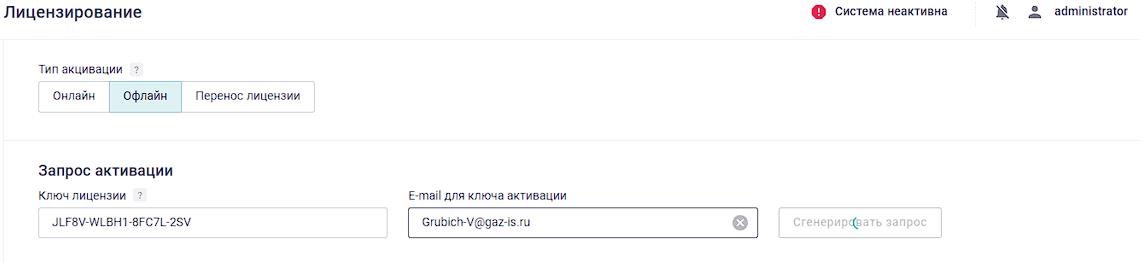 Лицензирование
Система неактивна
administrator
Тип акцивации ?
Онлайн Офлайн Перенос лицензии
Запрос активации
Ключ лицензии ? E-mail для ключа активации
JLF8V-WLBH1-8FC7L-2SV Grubich-V@gaz-is.ru Сгенерировать запрос